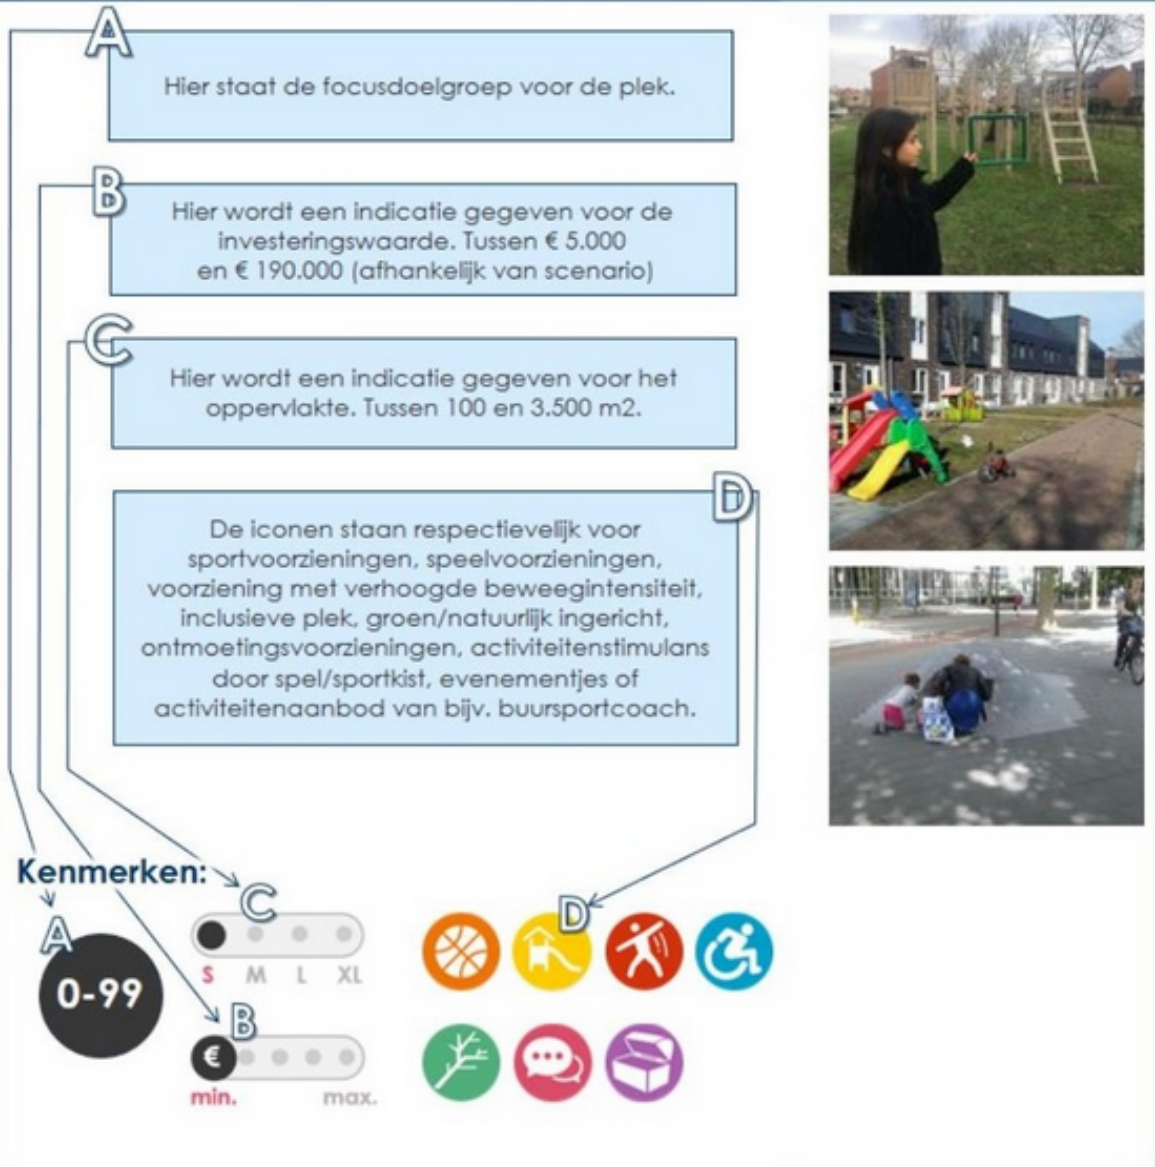 A
Hier staat de focusdoelgroep voor de plek.
B
Hier wordt een indicatie gegeven voor de
investeringswaarde. Tussen € 5.000
en € 190.000 (afhankelijk van scenario)
C
Hier wordt een indicatie gegeven voor het
oppervlakte. Tussen 100 en 3.500 m2.
D
De iconen staan respectievelijk voor
sportvoorzieningen, speelvoorzieningen,
voorziening met verhoogde beweegintensiteit,
inclusieve plek, groen/natuurlijk ingericht,
ontmoetingsvoorzieningen, activiteitenstimulans
door spel/sportkist, evenementjes of
activiteitenaanbod van bijv. buursportcoach.
Kenmerken:
A
0-99
C
S M L XL
B
€
min. max.
D